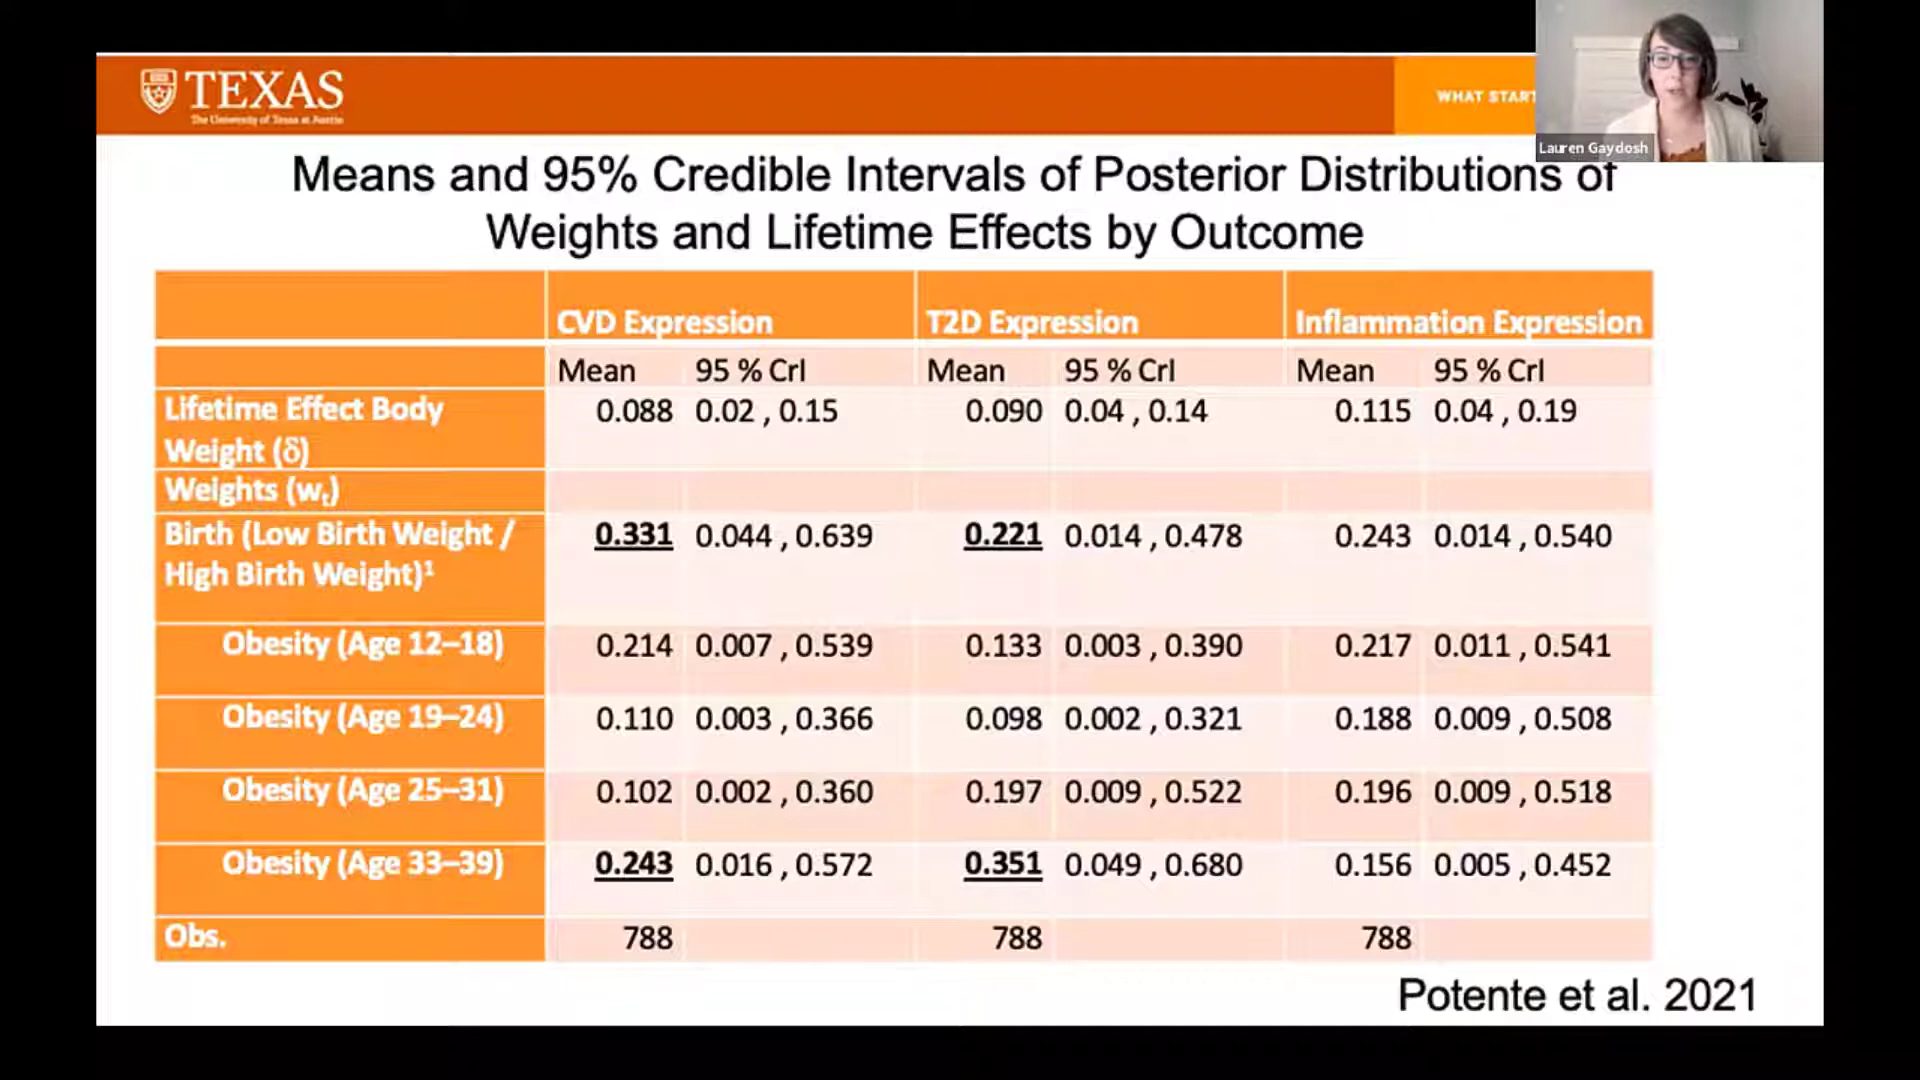 TEXAS
The University of Texas at Austin
WHAT START
Lauren Gaydosh
Means and 95% Credible Intervals of Posterior Distributions of
Weights and Lifetime Effects by Outcome
CVD Expression T2D Expression Inflammation Expression
Mean 95 % CrI Mean 95 % CrI Mean 95 % CrI
Lifetime Effect Body 0.088 0.02 , 0.15 0.090 0.04 , 0.14 0.115 0.04 , 0.19
Weight (δ)
Weights (wₜ)
Birth (Low Birth Weight / 0.331 0.044 , 0.639 0.221 0.014 , 0.478 0.243 0.014 , 0.540
High Birth Weight)¹
Obesity (Age 12–18) 0.214 0.007 , 0.539 0.133 0.003 , 0.390 0.217 0.011 , 0.541
Obesity (Age 19–24) 0.110 0.003 , 0.366 0.098 0.002 , 0.321 0.188 0.009 , 0.508
Obesity (Age 25–31) 0.102 0.002 , 0.360 0.197 0.009 , 0.522 0.196 0.009 , 0.518
Obesity (Age 33–39) 0.243 0.016 , 0.572 0.351 0.049 , 0.680 0.156 0.005 , 0.452
Obs. 788 788 788
Potente et al. 2021